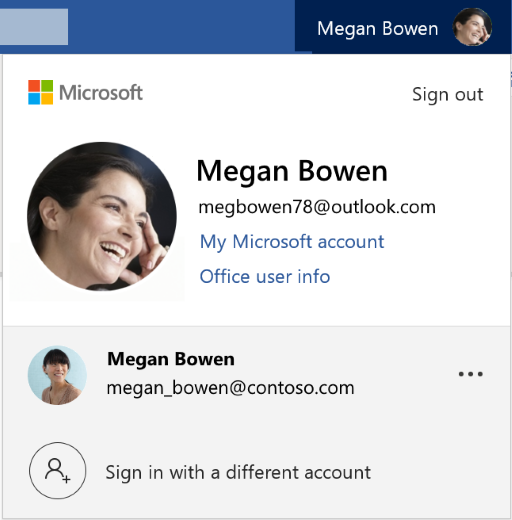 Megan Bowen
Microsoft
Sign out
Megan Bowen
megbowen78@outlook.com
My Microsoft account
Office user info
Megan Bowen
megan_bowen@contoso.com
Sign in with a different account